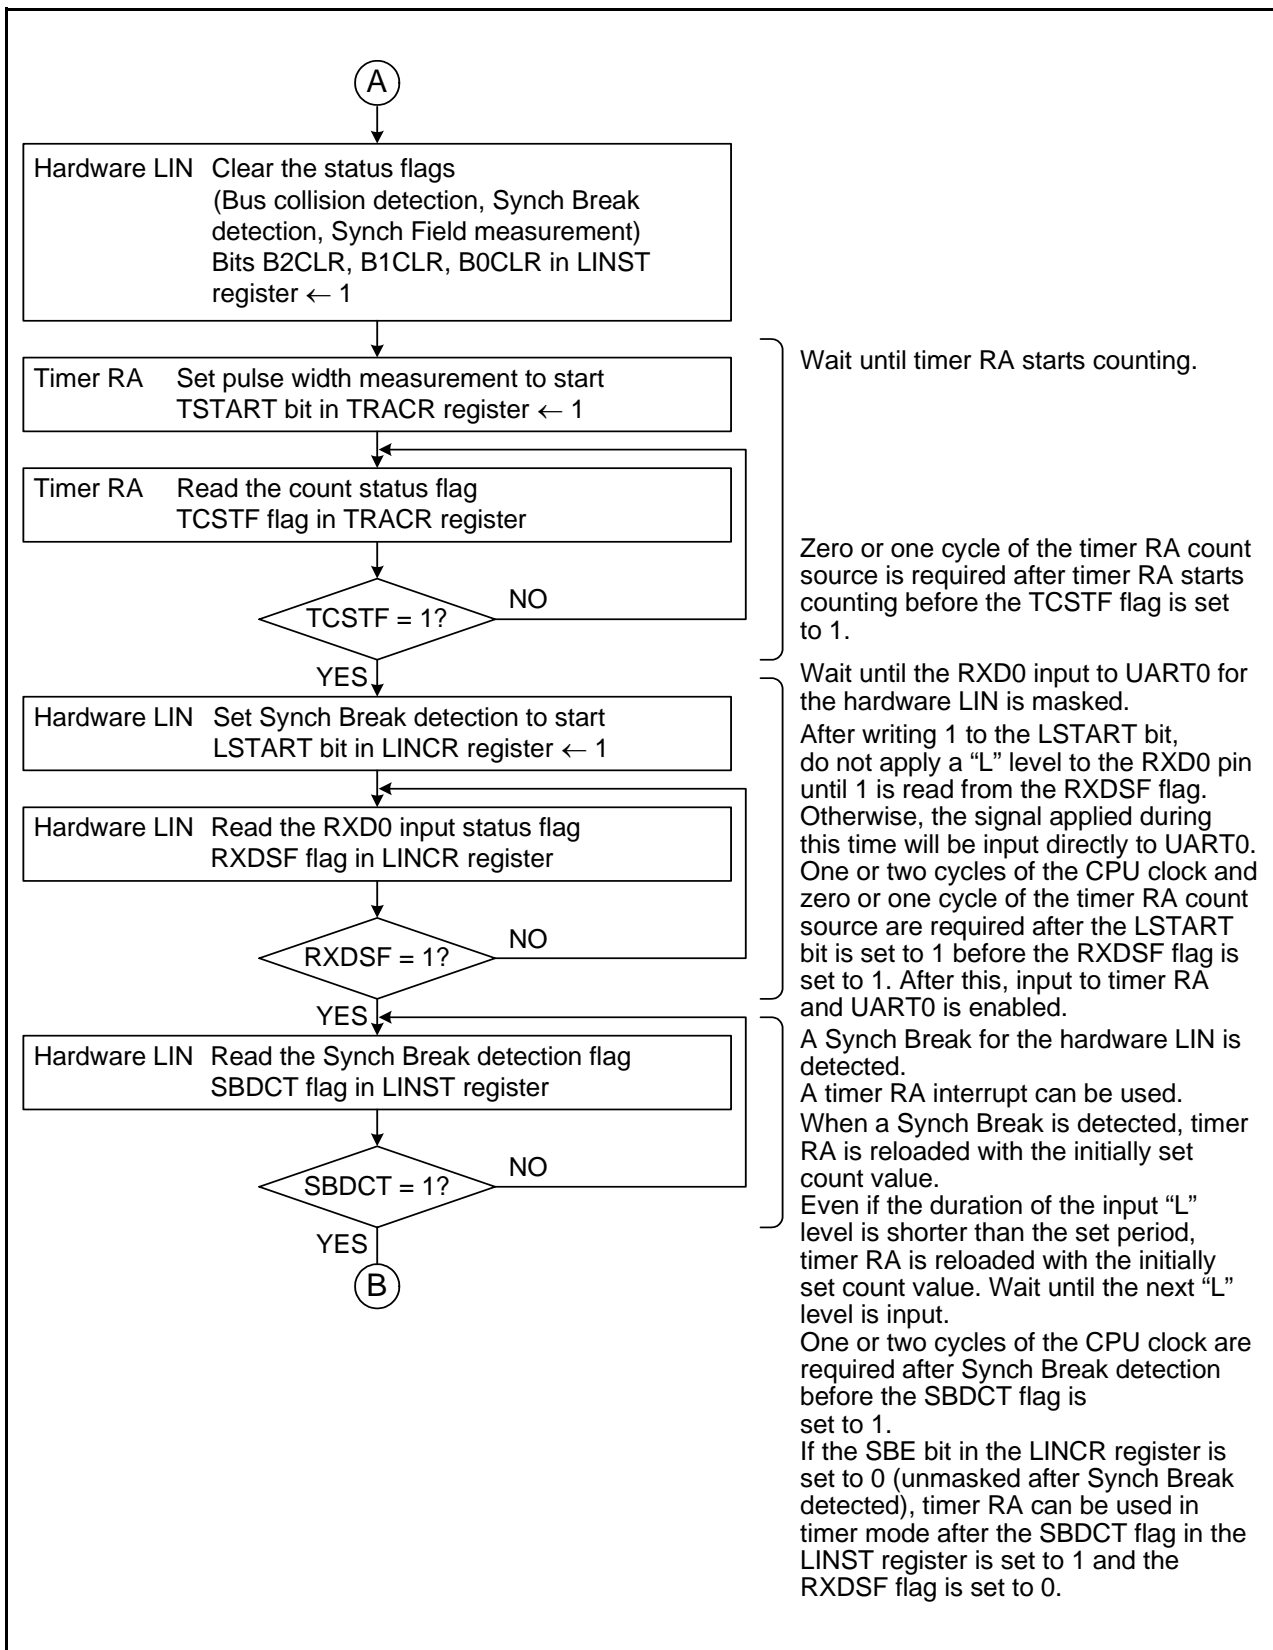 A
Hardware LIN Clear the status flags
(Bus collision detection, Synch Break
detection, Synch Field measurement)
Bits B2CLR, B1CLR, B0CLR in LINST
register ← 1
Timer RA Set pulse width measurement to start
TSTART bit in TRACR register ← 1
Wait until timer RA starts counting.
Timer RA Read the count status flag
TCSTF flag in TRACR register
TCSTF = 1?
NO
YES
Zero or one cycle of the timer RA count
source is required after timer RA starts
counting before the TCSTF flag is set
to 1.
Hardware LIN Set Synch Break detection to start
LSTART bit in LINCR register ← 1
Hardware LIN Read the RXD0 input status flag
RXDSF flag in LINCR register
RXDSF = 1?
NO
YES
Wait until the RXD0 input to UART0 for
the hardware LIN is masked.
After writing 1 to the LSTART bit,
do not apply a “L” level to the RXD0 pin
until 1 is read from the RXDSF flag.
Otherwise, the signal applied during
this time will be input directly to UART0.
One or two cycles of the CPU clock and
zero or one cycle of the timer RA count
source are required after the LSTART
bit is set to 1 before the RXDSF flag is
set to 1. After this, input to timer RA
and UART0 is enabled.
Hardware LIN Read the Synch Break detection flag
SBDCT flag in LINST register
SBDCT = 1?
NO
YES
B
A Synch Break for the hardware LIN is
detected.
A timer RA interrupt can be used.
When a Synch Break is detected, timer
RA is reloaded with the initially set
count value.
Even if the duration of the input “L”
level is shorter than the set period,
timer RA is reloaded with the initially
set count value. Wait until the next “L”
level is input.
One or two cycles of the CPU clock are
required after Synch Break detection
before the SBDCT flag is
set to 1.
If the SBE bit in the LINCR register is
set to 0 (unmasked after Synch Break
detected), timer RA can be used in
timer mode after the SBDCT flag in the
LINST register is set to 1 and the
RXDSF flag is set to 0.